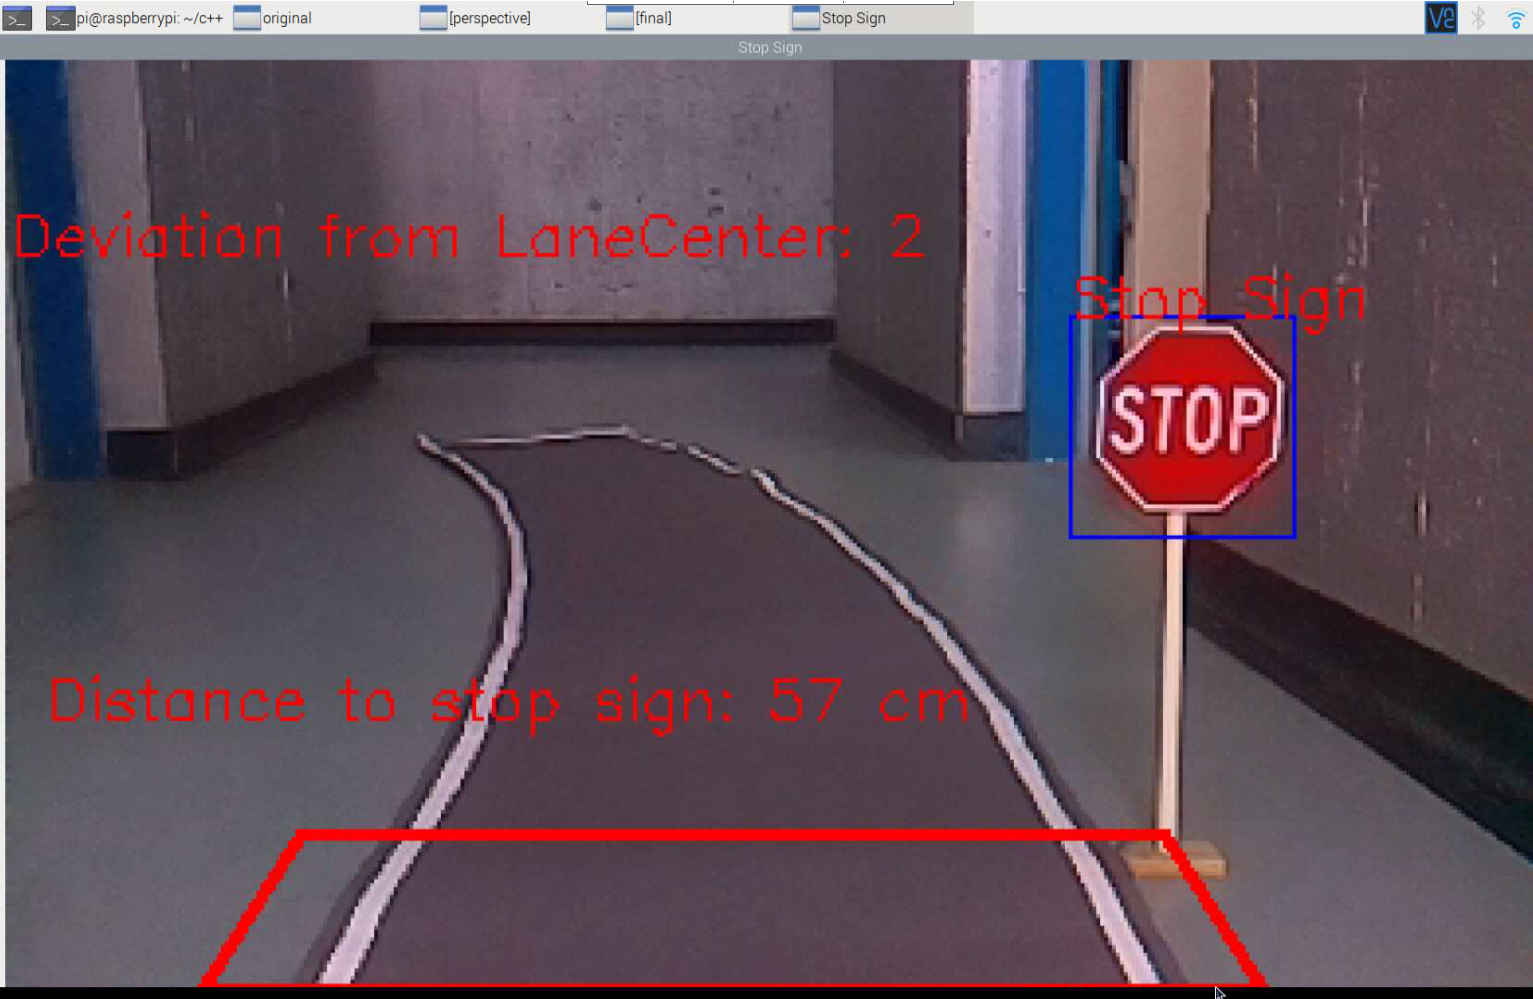 pi@raspberrypi: ~/c++
original
[perspective]
[final]
Stop Sign
Stop Sign
Deviation from LaneCenter: 2
Stop Sign
STOP
Distance to stop sign: 57 cm